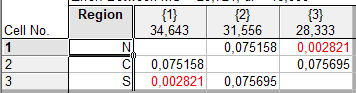 Cell No. Region {1} {2} {3}
34,643 31,556 28,333
1 N 0,075158 0,002821
2 C 0,075158 0,075695
3 S 0,002821 0,075695